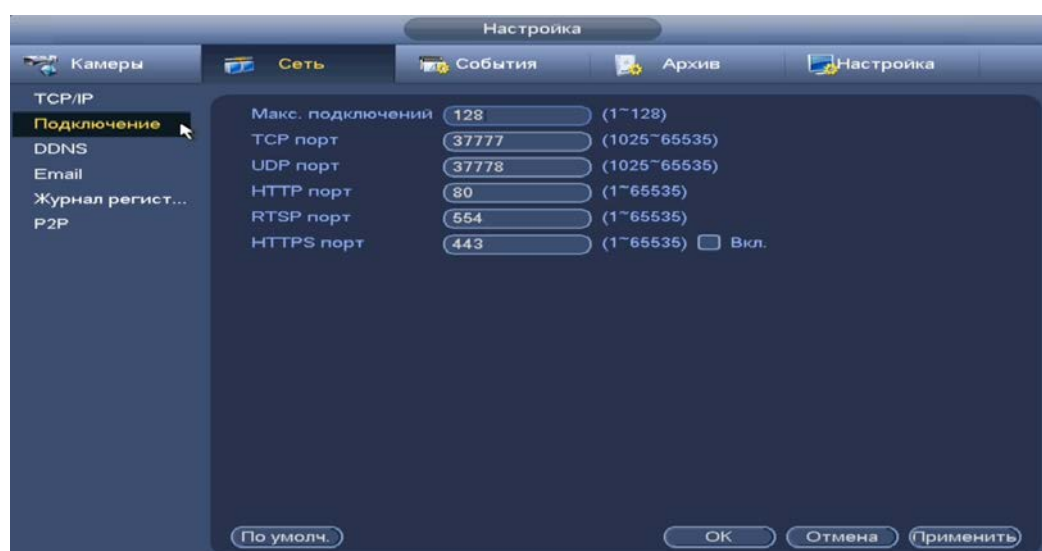 Настройка
Камеры Сеть События Архив Настройка
TCP/IP
Подключение
DDNS
Email
Журнал регист...
P2P
Макс. подключений 128 (1~128)
TCP порт 37777 (1025~65535)
UDP порт 37778 (1025~65535)
HTTP порт 80 (1~65535)
RTSP порт 554 (1~65535)
HTTPS порт 443 (1~65535) Вкл.
По умолч. OK Отмена Применить